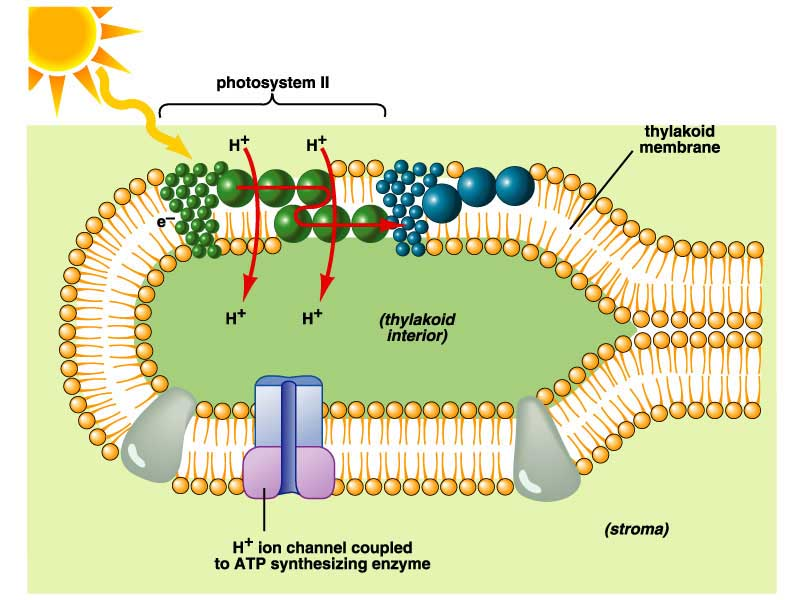 photosystem II
thylakoid
membrane
H⁺ H⁺
e⁻
H⁺ H⁺
(thylakoid
interior)
(stroma)
H⁺ ion channel coupled
to ATP synthesizing enzyme